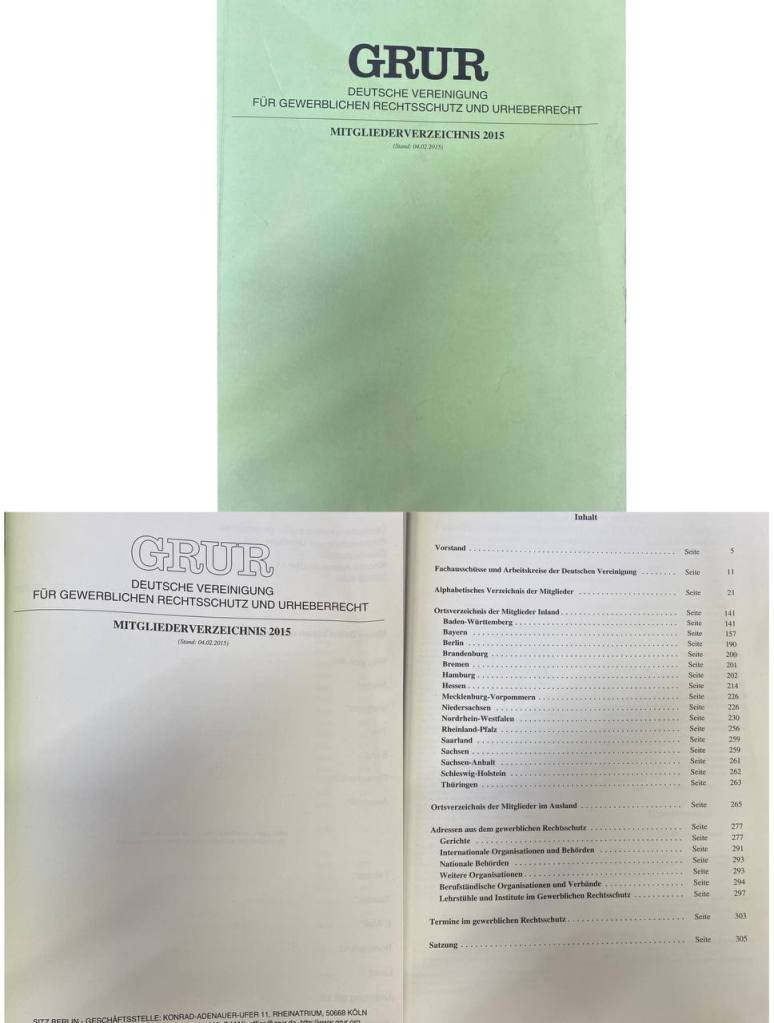 GRUR
DEUTSCHE VEREINIGUNG
FÜR GEWERBLICHEN RECHTSSCHUTZ UND URHEBERRECHT
MITGLIEDERVERZEICHNIS 2015
(Stand: 04.02.2015)
GRUR
DEUTSCHE VEREINIGUNG
FÜR GEWERBLICHEN RECHTSSCHUTZ UND URHEBERRECHT
MITGLIEDERVERZEICHNIS 2015
(Stand: 04.02.2015)
SITZ BERLIN - GESCHÄFTSSTELLE: KONRAD-ADENAUER-UFER 11, RHEINATRIUM, 50668 KÖLN
Inhalt
Vorstand . . . . . Seite 5
Fachausschüsse und Arbeitskreise der Deutschen Vereinigung . . . . . Seite 11
Alphabetisches Verzeichnis der Mitglieder . . . . . Seite 21
Ortsverzeichnis der Mitglieder Inland . . . . . Seite 141
Baden-Württemberg . . . . . Seite 141
Bayern . . . . . Seite 157
Berlin . . . . . Seite 190
Brandenburg . . . . . Seite 200
Bremen . . . . . Seite 201
Hamburg . . . . . Seite 202
Hessen . . . . . Seite 214
Mecklenburg-Vorpommern . . . . . Seite 226
Niedersachsen . . . . . Seite 226
Nordrhein-Westfalen . . . . . Seite 230
Rheinland-Pfalz . . . . . Seite 256
Saarland . . . . . Seite 259
Sachsen . . . . . Seite 259
Sachsen-Anhalt . . . . . Seite 261
Schleswig-Holstein . . . . . Seite 262
Thüringen . . . . . Seite 263
Ortsverzeichnis der Mitglieder im Ausland . . . . . Seite 265
Adressen aus dem gewerblichen Rechtsschutz . . . . . Seite 277
Gerichte . . . . . Seite 277
Internationale Organisationen und Behörden . . . . . Seite 291
Nationale Behörden . . . . . Seite 293
Weitere Organisationen . . . . . Seite 293
Berufständische Organisationen und Verbände . . . . . Seite 294
Lehrstühle und Institute im Gewerblichen Rechtsschutz . . . . . Seite 297
Termine im gewerblichen Rechtsschutz . . . . . Seite 303
Satzung . . . . . Seite 305